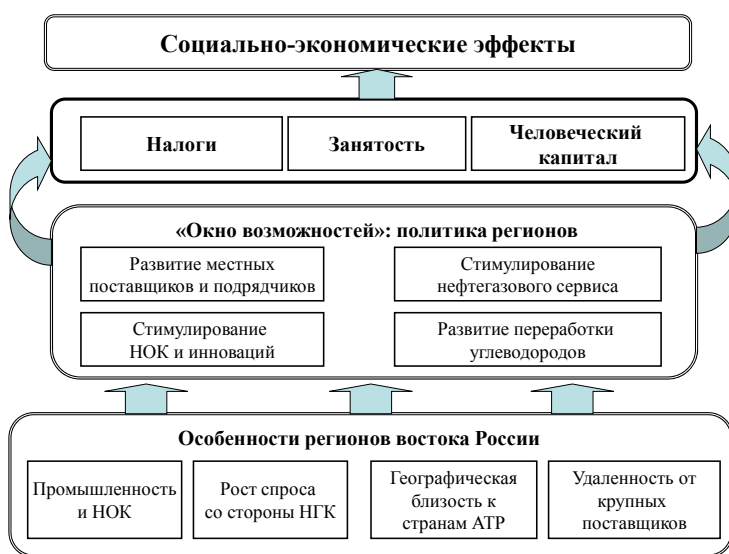 Социально-экономические эффекты
Налоги
Занятость
Человеческий
капитал
«Окно возможностей»: политика регионов
Развитие местных
поставщиков и подрядчиков
Стимулирование
нефтегазового сервиса
Стимулирование
НОК и инноваций
Развитие переработки
углеводородов
Особенности регионов востока России
Промышленность
и НОК
Рост спроса
со стороны НГК
Географическая
близость к
странам АТР
Удаленность от
крупных
поставщиков